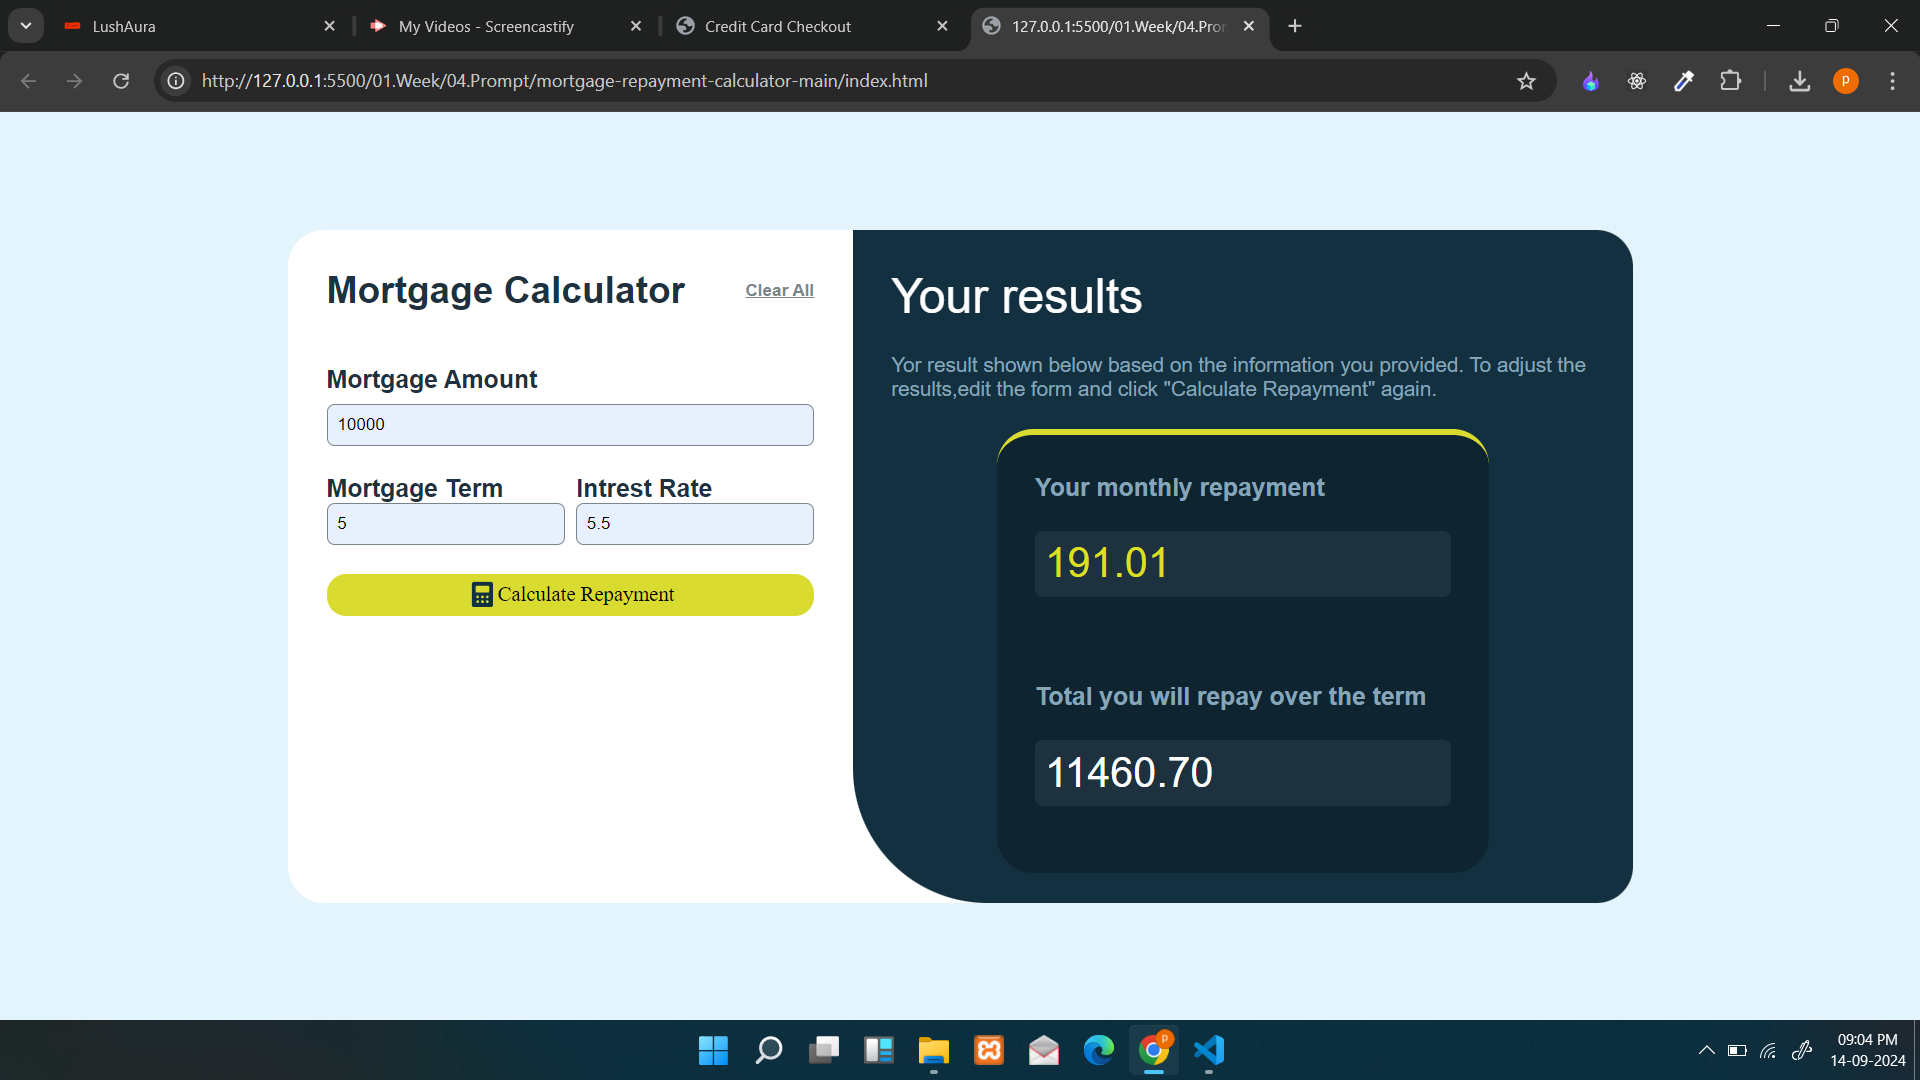 LushAura
My Videos - Screencastify
Credit Card Checkout
127.0.0.1:5500/01.Week/04.Pro
http://127.0.0.1:5500/01.Week/04.Prompt/mortgage-repayment-calculator-main/index.html
P
Mortgage Calculator
Clear All
Mortgage Amount
10000
Mortgage Term
Intrest Rate
5
5.5
Calculate Repayment
Your results
Yor result shown below based on the information you provided. To adjust the
results,edit the form and click "Calculate Repayment" again.
Your monthly repayment
191.01
Total you will repay over the term
11460.70
P
09:04 PM
14-09-2024